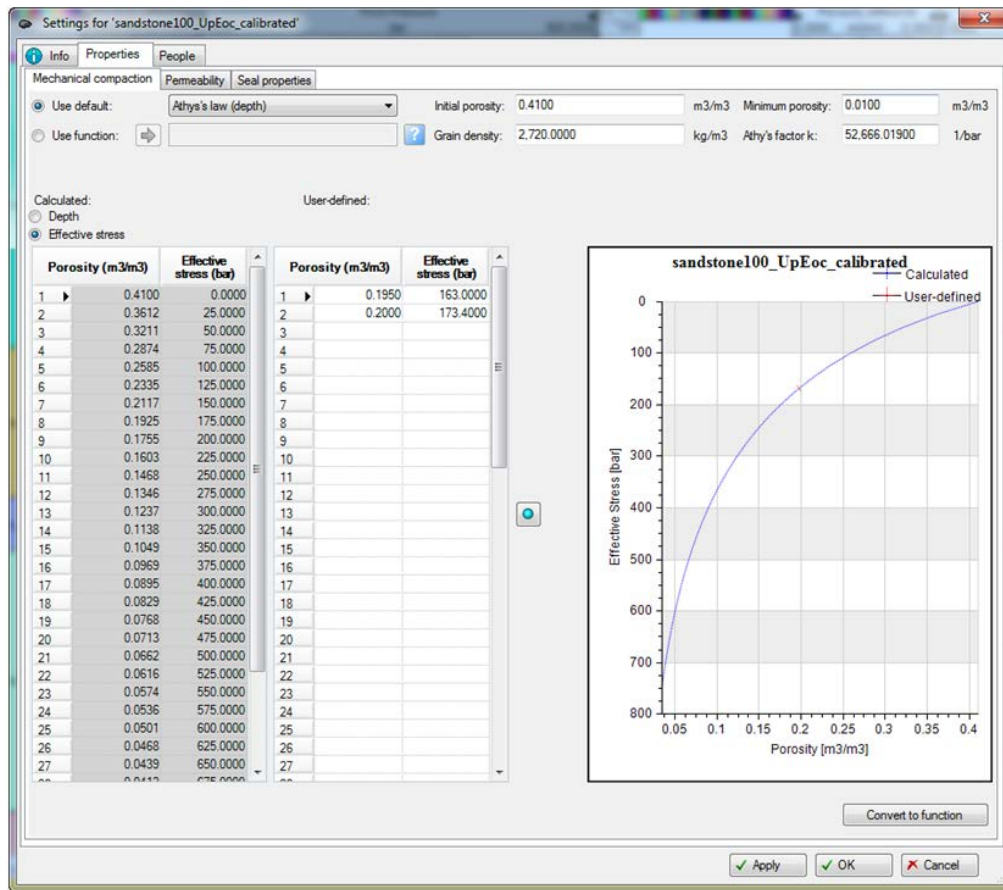 Settings for 'sandstone100_UpEoc_calibrated'
Info Properties People
Mechanical compaction Permeability Seal properties
Use default: Athys's law (depth) Initial porosity: 0.4100 m3/m3 Minimum porosity: 0.0100 m3/m3
Use function: ? Grain density: 2,720.0000 kg/m3 Athy's factor k: 52,666.01900 1/bar
Calculated: User-defined:
Depth
Effective stress
Porosity (m3/m3) Effective stress (bar) Porosity (m3/m3) Effective stress (bar)
1 0.4100 0.0000 1 0.1950 163.0000
2 0.3612 25.0000 2 0.2000 173.4000
3 0.3211 50.0000 3
4 0.2874 75.0000 4
5 0.2585 100.0000 5
6 0.2335 125.0000 6
7 0.2117 150.0000 7
8 0.1925 175.0000 8
9 0.1755 200.0000 9
10 0.1603 225.0000 10
11 0.1468 250.0000 11
12 0.1346 275.0000 12
13 0.1237 300.0000 13
14 0.1138 325.0000 14
15 0.1049 350.0000 15
16 0.0969 375.0000 16
17 0.0895 400.0000 17
18 0.0829 425.0000 18
19 0.0768 450.0000 19
20 0.0713 475.0000 20
21 0.0662 500.0000 21
22 0.0616 525.0000 22
23 0.0574 550.0000 23
24 0.0536 575.0000 24
25 0.0501 600.0000 25
26 0.0468 625.0000 26
27 0.0439 650.0000 27
sandstone100_UpEoc_calibrated
Calculated
User-defined
0
100
200
300
400
500
600
700
800
Effective Stress [bar]
0.05 0.1 0.15 0.2 0.25 0.3 0.35 0.4
Porosity [m3/m3]
Convert to function
Apply OK Cancel